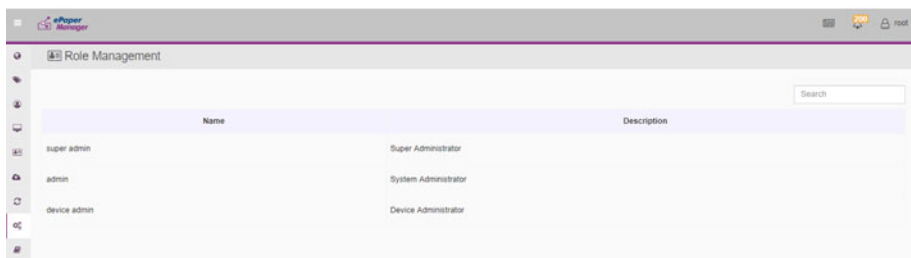 ePaper
Manager
200
root
Role Management
Search
Name Description
super admin Super Administrator
admin System Administrator
device admin Device Administrator